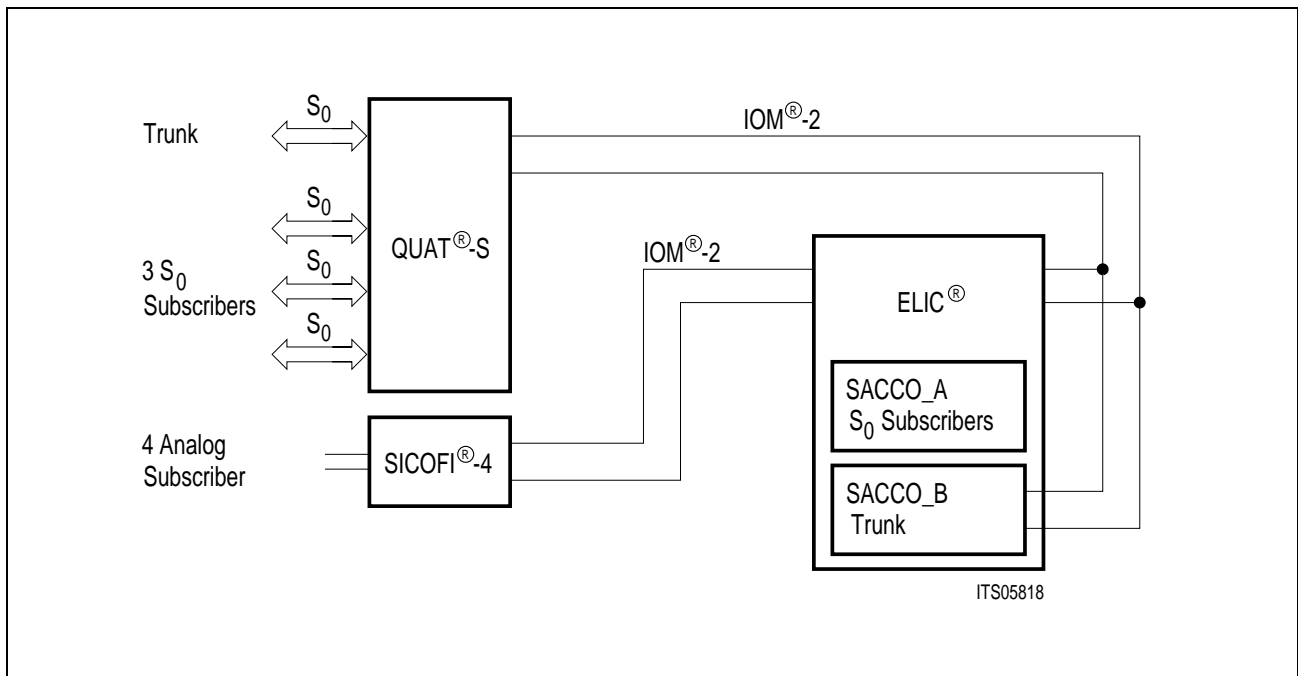 Trunk
S0
QUAT®-S
IOM®-2
S0
S0
S0
3 S0
Subscribers
IOM®-2
ELIC®
SACCO_A
S0 Subscribers
4 Analog
Subscriber
SICOFI®-4
SACCO_B
Trunk
ITS05818